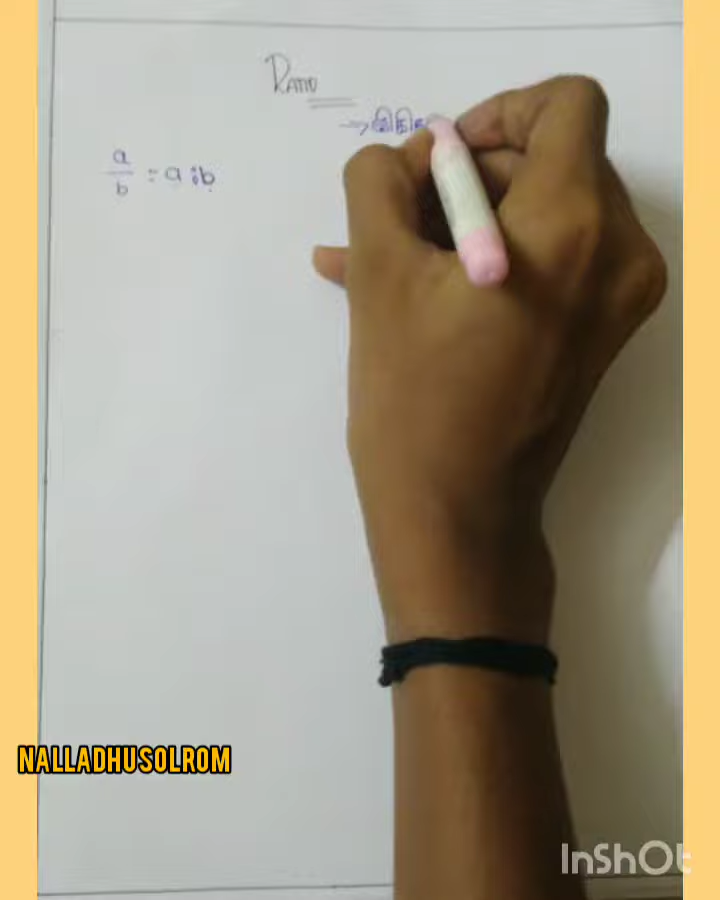 RATIO
a/b = a : b
NALLADHUSOLROM
InShOt